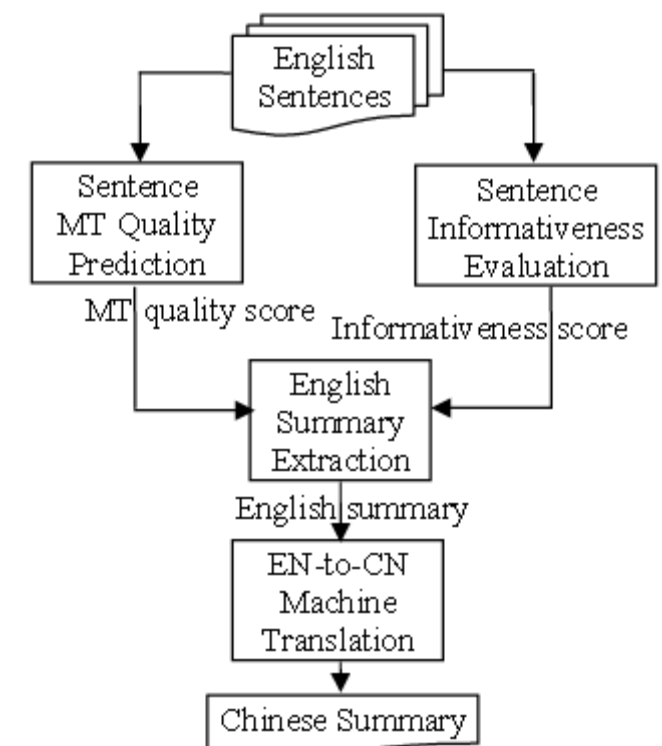 English
Sentences
Sentence
MT Quality
Prediction
Sentence
Informativeness
Evaluation
MT quality score
Informativeness score
English
Summary
Extraction
English summary
EN-to-CN
Machine
Translation
Chinese Summary